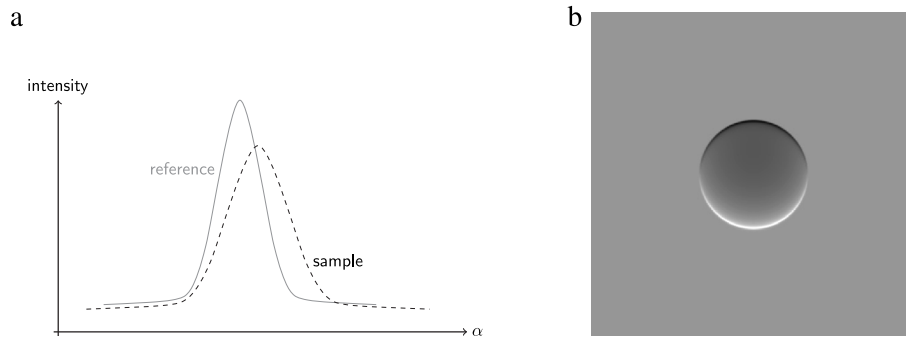 a
b
intensity
reference
sample
α